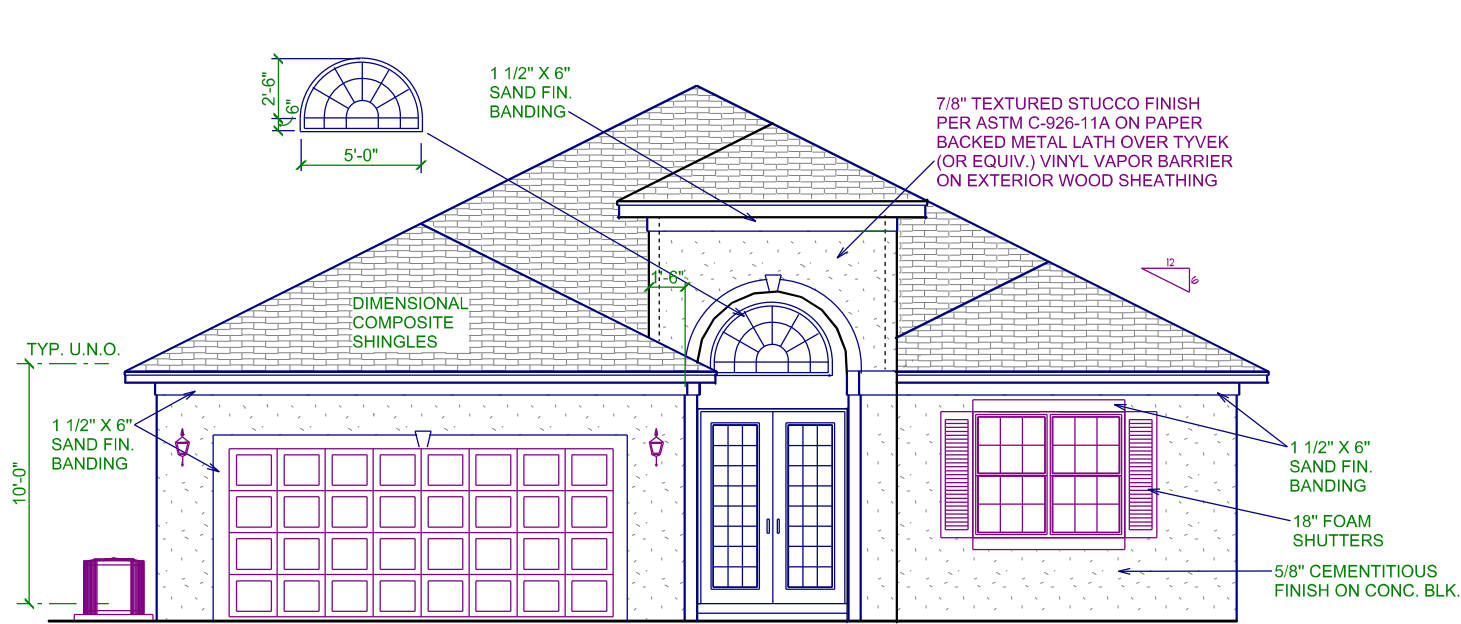 1 1/2" X 6"
SAND FIN.
BANDING
2'-6"
6"
5'-0"
7/8" TEXTURED STUCCO FINISH
PER ASTM C-926-11A ON PAPER
BACKED METAL LATH OVER TYVEK
(OR EQUIV.) VINYL VAPOR BARRIER
ON EXTERIOR WOOD SHEATHING
12
6
1'-6"
DIMENSIONAL
COMPOSITE
SHINGLES
TYP. U.N.O.
1 1/2" X 6"
SAND FIN.
BANDING
10'-0"
1 1/2" X 6"
SAND FIN.
BANDING
18" FOAM
SHUTTERS
5/8" CEMENTITIOUS
FINISH ON CONC. BLK.